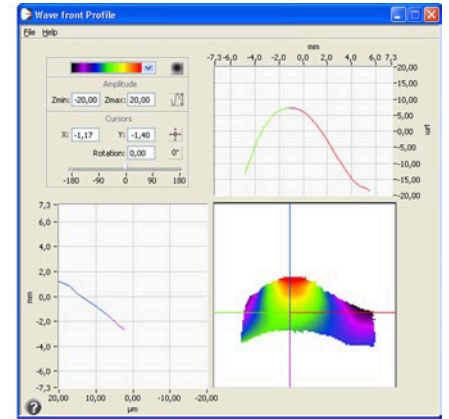 Wave front Profile
File Help
Amplitude
Zmin: -20,00 Zmax: 20,00
Cursors
X: -1,17 Y: -1,40
Rotation: 0,00 0°
-180 -90 0 90 180
mm
-7,3 -6,0 -4,0 -2,0 0,0 2,0 4,0 6,0 7,3
20,00
15,00
10,00
5,00
0,00
-5,00
-10,00
-15,00
-20,00
µm
7,3
6,0
4,0
2,0
0,0
-2,0
-4,0
-6,0
-7,3
mm
20,00 10,00 0,00 -10,00 -20,00
µm